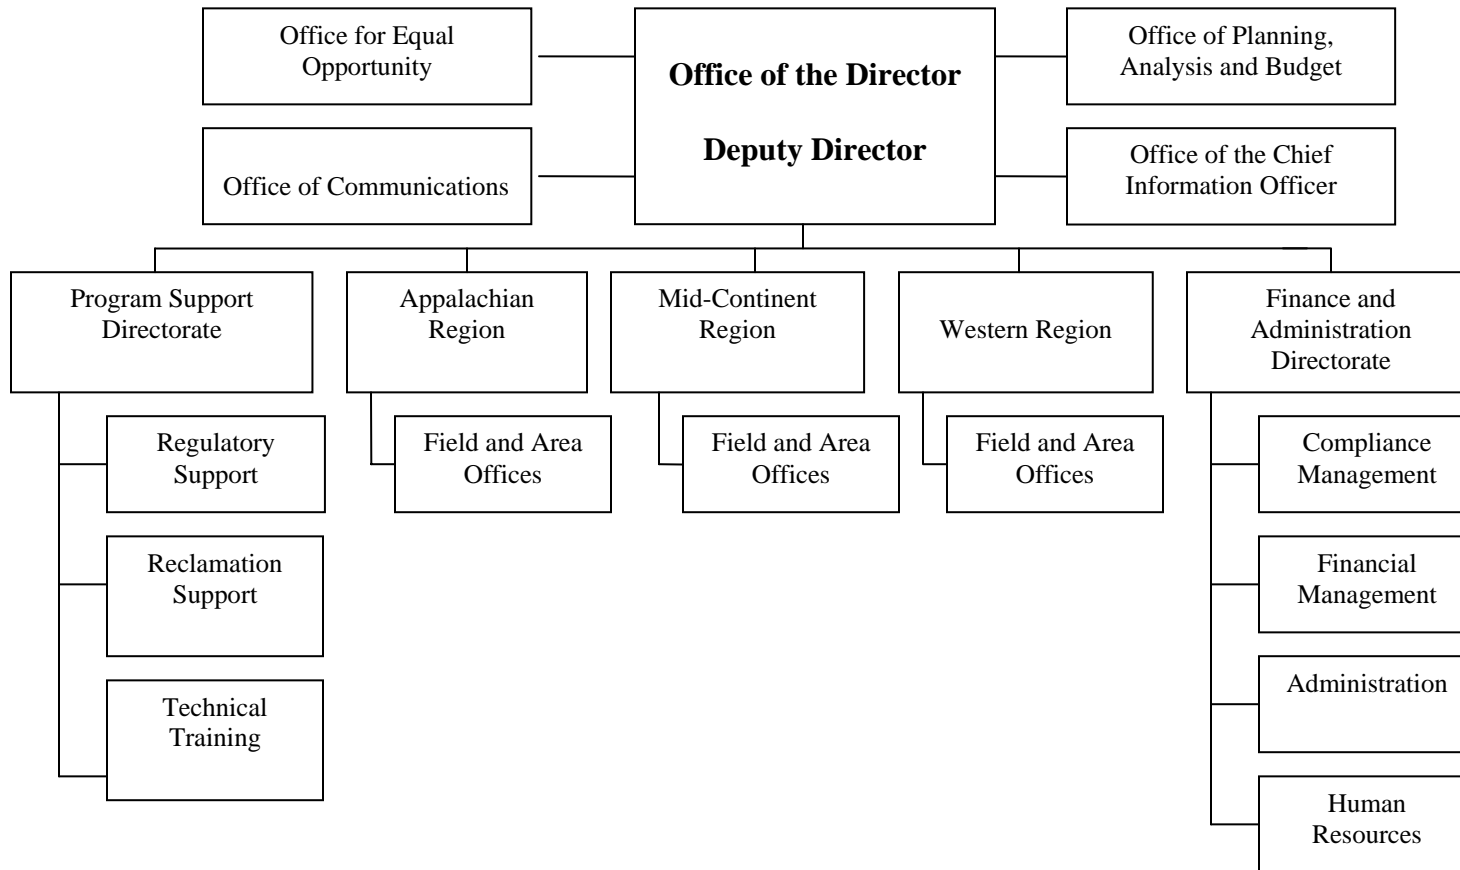 Office for Equal
Opportunity
Office of the Director
Deputy Director
Office of Planning,
Analysis and Budget
Office of Communications
Office of the Chief
Information Officer
Program Support
Directorate
Appalachian
Region
Mid-Continent
Region
Western Region
Finance and
Administration
Directorate
Regulatory
Support
Field and Area
Offices
Field and Area
Offices
Field and Area
Offices
Compliance
Management
Reclamation
Support
Financial
Management
Technical
Training
Administration
Human
Resources